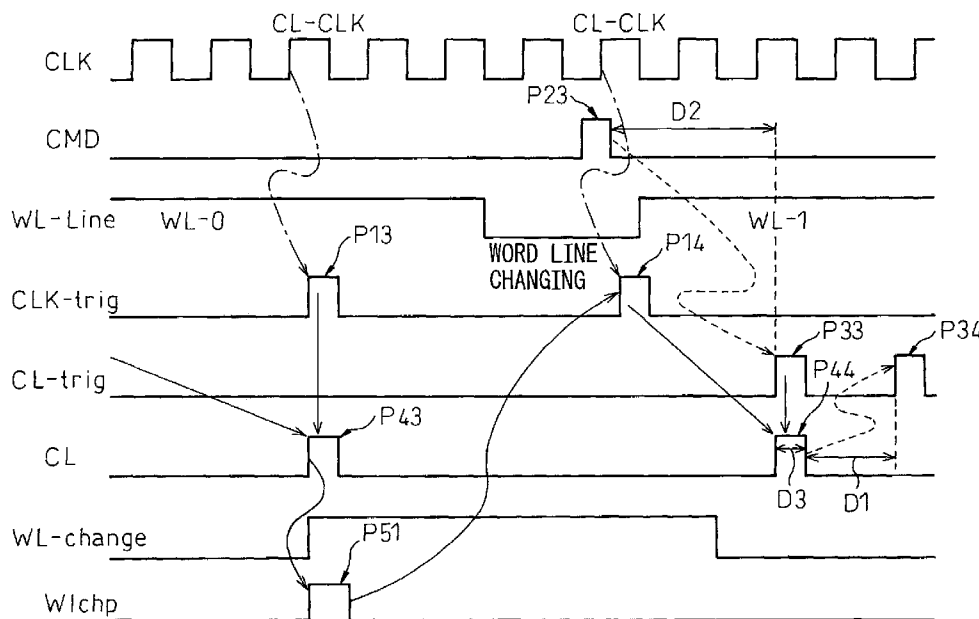 CL-CLK CL-CLK
CLK
P23
D2
CMD
WL-Line WL-0 WL-1
P13 WORD LINE P14
CHANGING
CLK-trig
P33 P34
CL-trig
P44
P43
CL
D3 D1
WL-change
P51
Wlchp